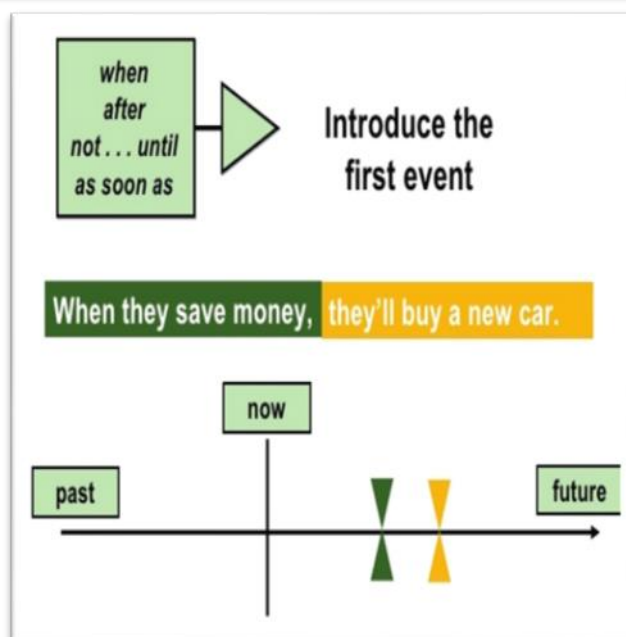 when
after
not . . . until
as soon as
Introduce the
first event
When they save money, they'll buy a new car.
now
past
future